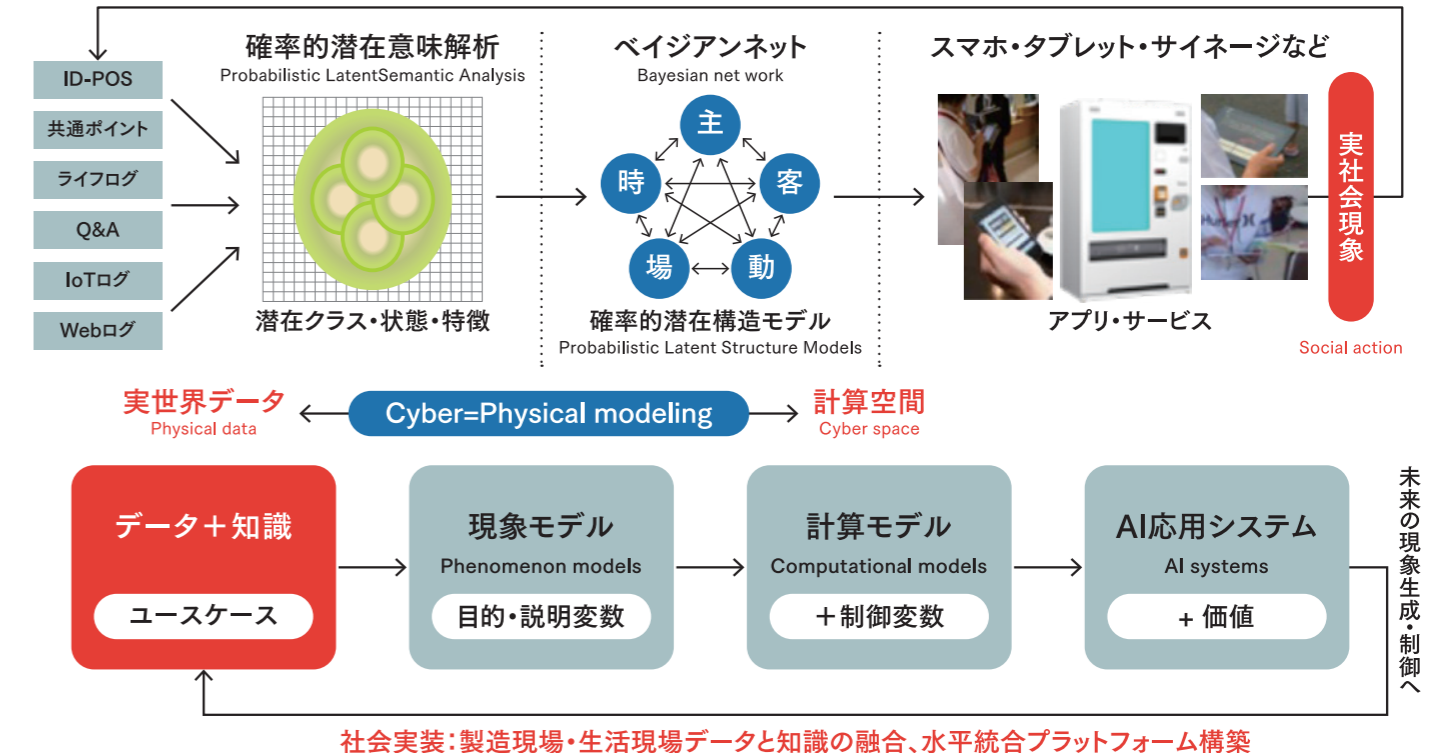 ID-POS
共通ポイント
ライフログ
Q&A
IoTログ
Webログ
確率的潜在意味解析
Probabilistic LatentSemantic Analysis
潜在クラス・状態・特徴
ベイジアンネット
Bayesian net work
主
時
客
場
動
確率的潜在構造モデル
Probabilistic Latent Structure Models
スマホ・タブレット・サイネージなど
アプリ・サービス
実社会現象
Social action
実世界データ
Physical data
Cyber=Physical modeling
計算空間
Cyber space
データ＋知識
ユースケース
現象モデル
Phenomenon models
目的・説明変数
計算モデル
Computational models
＋制御変数
AI応用システム
AI systems
+ 価値
未来の現象生成・制御へ
社会実装：製造現場・生活現場データと知識の融合、水平統合プラットフォーム構築